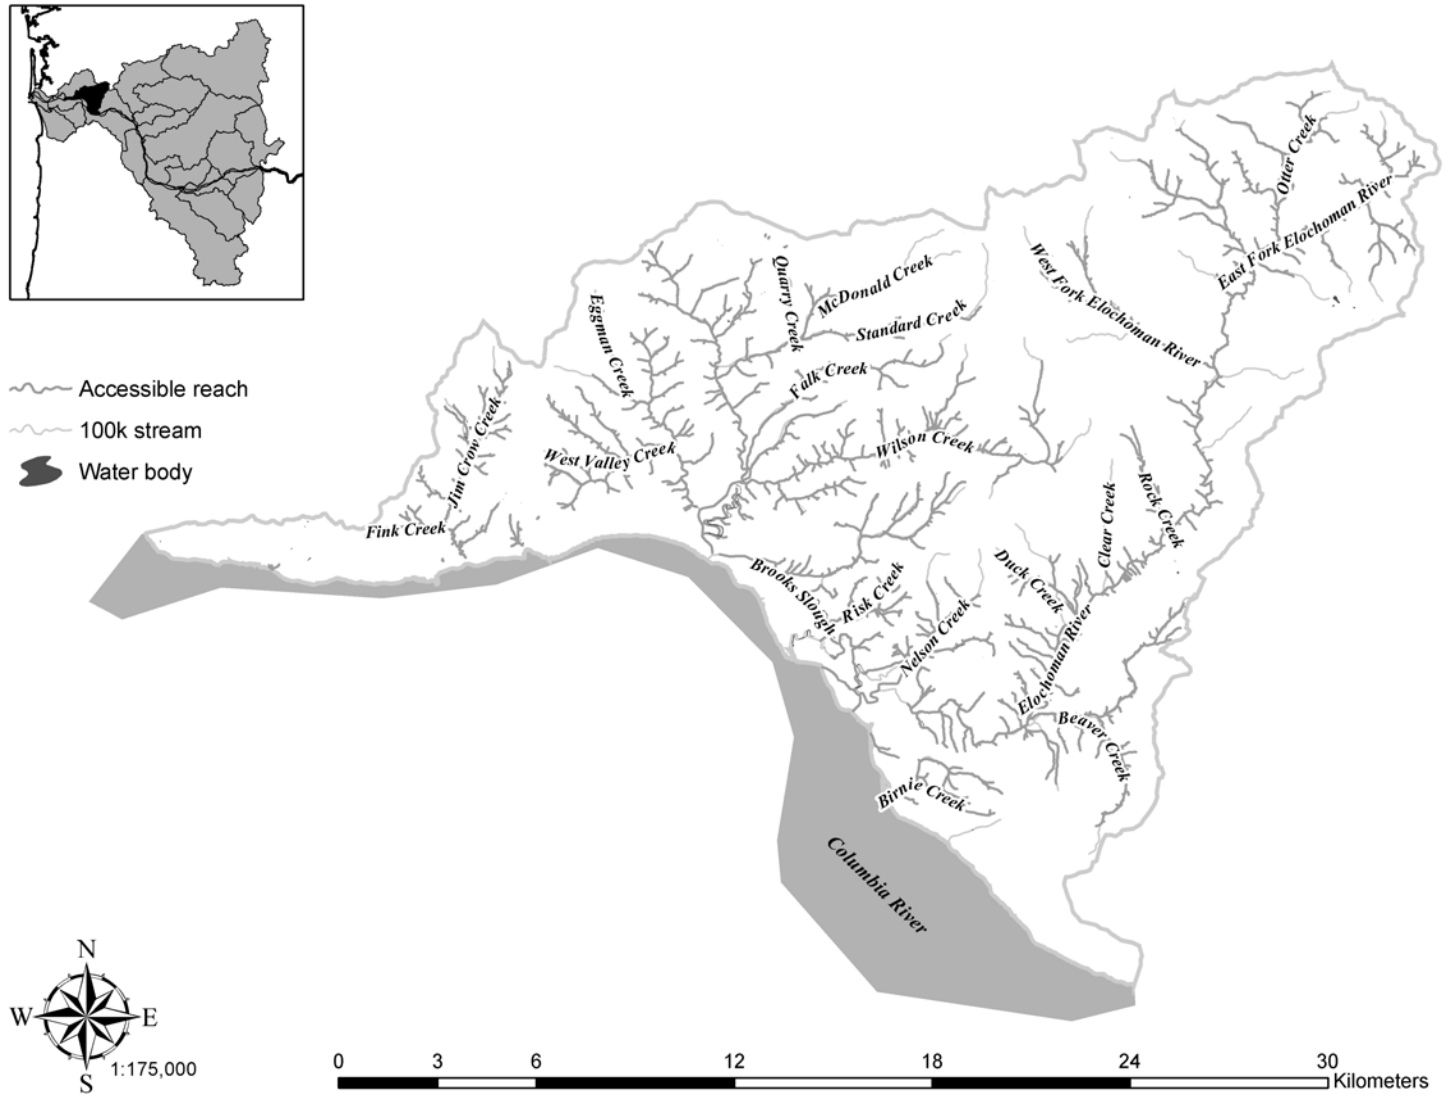 Otter Creek
East Fork Elochoman River
West Fork Elochoman River
Quarry Creek
McDonald Creek
Standard Creek
Eggman Creek
Falk Creek
Accessible reach
100k stream
Water body
Jim Crow Creek
West Valley Creek
Wilson Creek
Fink Creek
Clear Creek
Rock Creek
Brooks Slough
Risk Creek
Duck Creek
Nelson Creek
Elochoman River
Beaver Creek
Birnie Creek
Columbia River
N
W
E
S
1:175,000
0 3 6 12 18 24 30
Kilometers